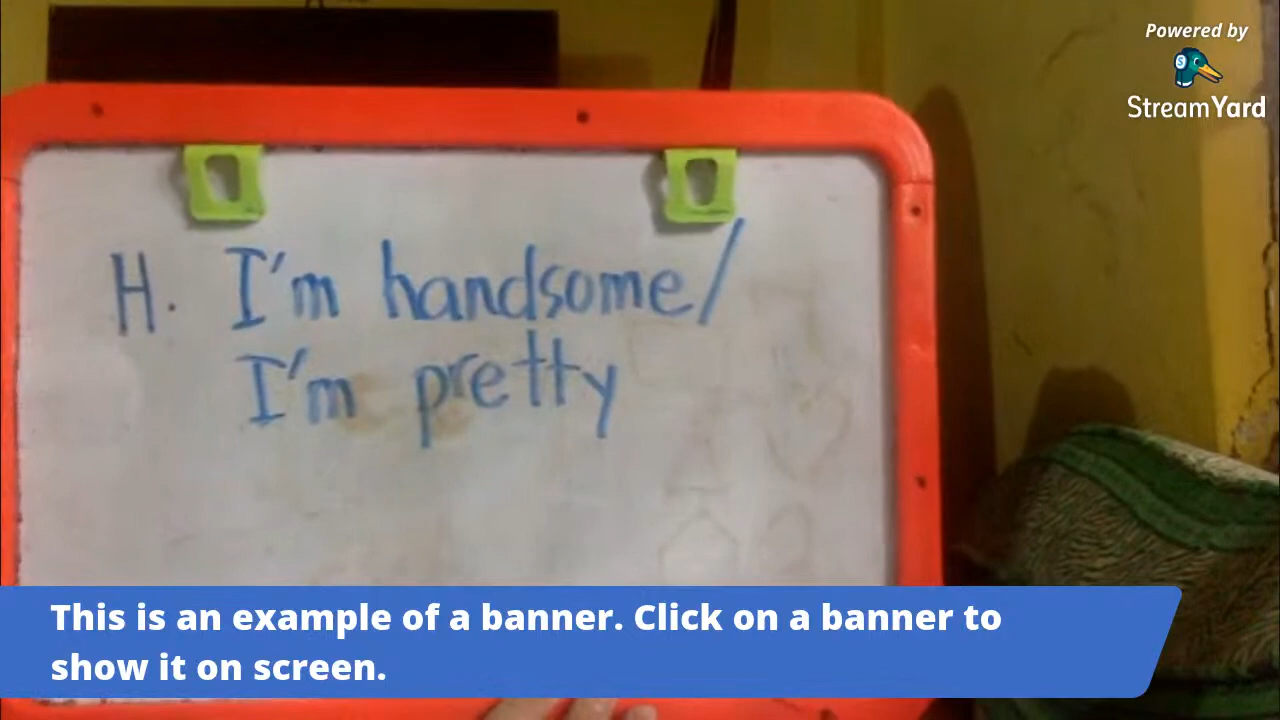 Powered by
StreamYard
H. I'm handsome/
I'm pretty
This is an example of a banner. Click on a banner to
show it on screen.